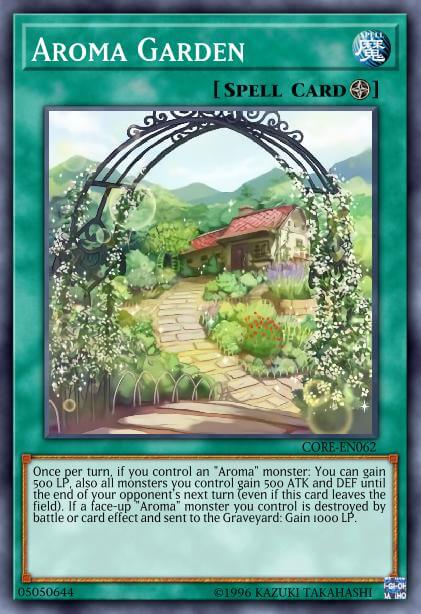 AROMA GARDEN
SPELL
魔
[SPELL CARD]
CORE-EN062
Once per turn, if you control an "Aroma" monster: You can gain
500 LP, also all monsters you control gain 500 ATK and DEF until
the end of your opponent's next turn (even if this card leaves the
field). If a face-up "Aroma" monster you control is destroyed by
battle or card effect and sent to the Graveyard: Gain 1000 LP.
05050644
©1996 KAZUKI TAKAHASHI